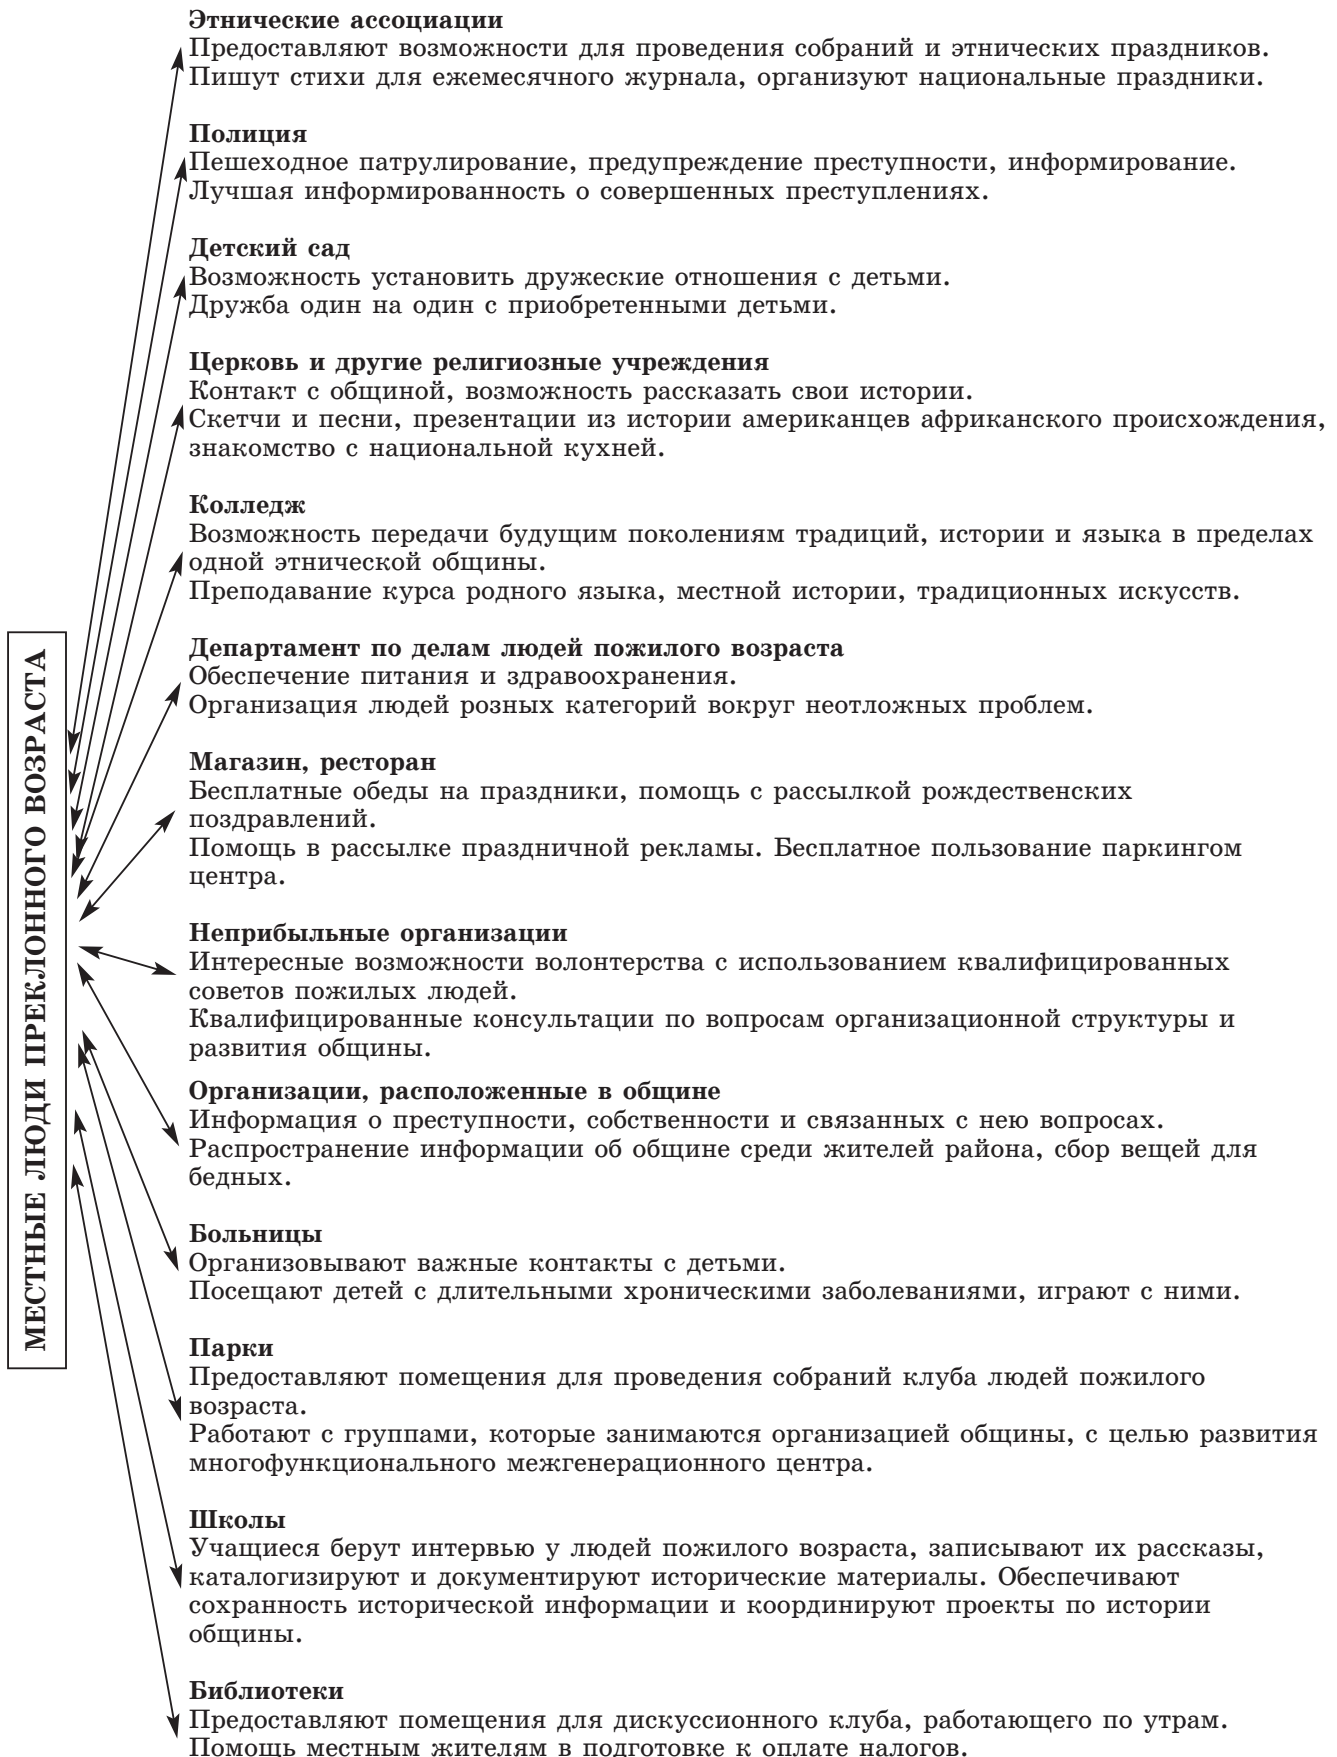 Этнические ассоциации
Предоставляют возможности для проведения собраний и этнических праздников.
Пишут стихи для ежемесячного журнала, организуют национальные праздники.
Полиция
Пешеходное патрулирование, предупреждение преступности, информирование.
Лучшая информированность о совершенных преступлениях.
Детский сад
Возможность установить дружеские отношения с детьми.
Дружба один на один с приобретенными детьми.
Церковь и другие религиозные учреждения
Контакт с общиной, возможность рассказать свои истории.
Скетчи и песни, презентации из истории американцев африканского происхождения,
знакомство с национальной кухней.
Колледж
Возможность передачи будущим поколениям традиций, истории и языка в пределах
одной этнической общины.
Преподавание курса родного языка, местной истории, традиционных искусств.
МЕСТНЫЕ ЛЮДИ ПРЕКЛОННОГО ВОЗРАСТА
Департамент по делам людей пожилого возраста
Обеспечение питания и здравоохранения.
Организация людей розных категорий вокруг неотложных проблем.
Магазин, ресторан
Бесплатные обеды на праздники, помощь с рассылкой рождественских
поздравлений.
Помощь в рассылке праздничной рекламы. Бесплатное пользование паркингом
центра.
Неприбыльные организации
Интересные возможности волонтерства с использованием квалифицированных
советов пожилых людей.
Квалифицированные консультации по вопросам организационной структуры и
развития общины.
Организации, расположенные в общине
Информация о преступности, собственности и связанных с нею вопросах.
Распространение информации об общине среди жителей района, сбор вещей для
бедных.
Больницы
Организовывают важные контакты с детьми.
Посещают детей с длительными хроническими заболеваниями, играют с ними.
Парки
Предоставляют помещения для проведения собраний клуба людей пожилого
возраста.
Работают с группами, которые занимаются организацией общины, с целью развития
многофункционального межгенерационного центра.
Школы
Учащиеся берут интервью у людей пожилого возраста, записывают их рассказы,
каталогизируют и документируют исторические материалы. Обеспечивают
сохранность исторической информации и координируют проекты по истории
общины.
Библиотеки
Предоставляют помещения для дискуссионного клуба, работающего по утрам.
Помощь местным жителям в подготовке к оплате налогов.